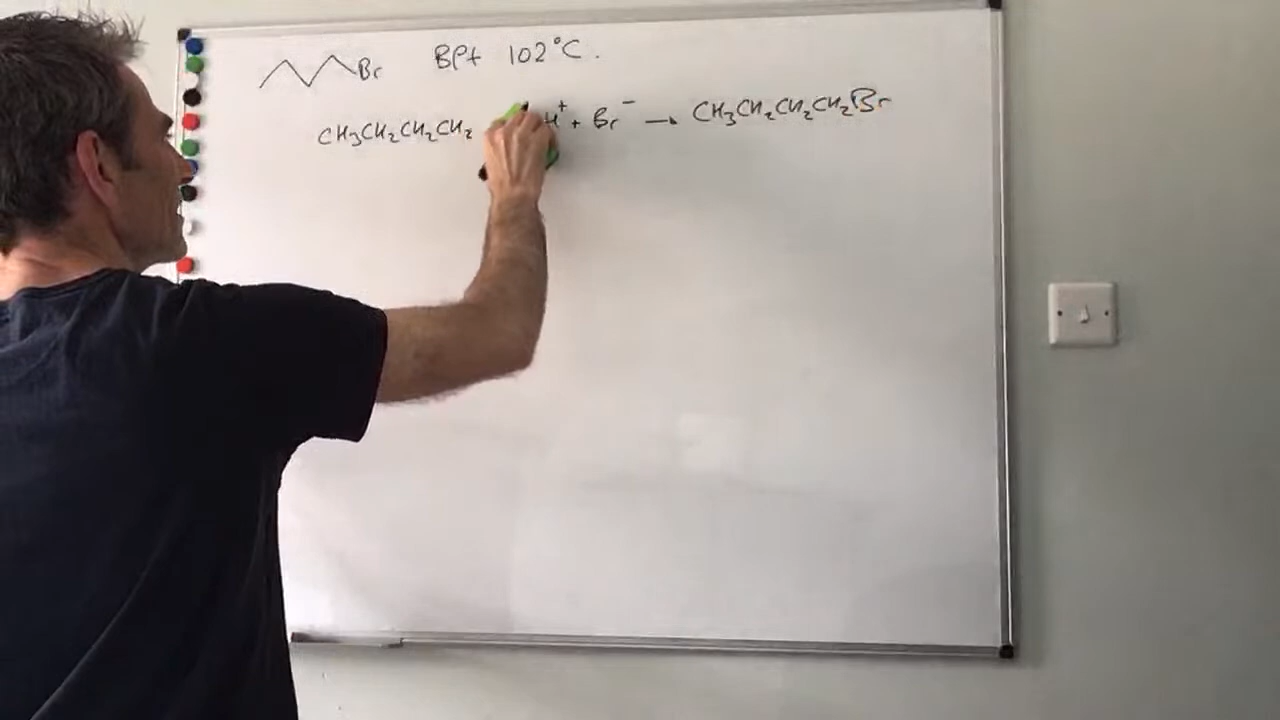 Br BPt 102°C.
CH₃CH₂CH₂CH₂ H⁺ + Br⁻ → CH₃CH₂CH₂CH₂Br